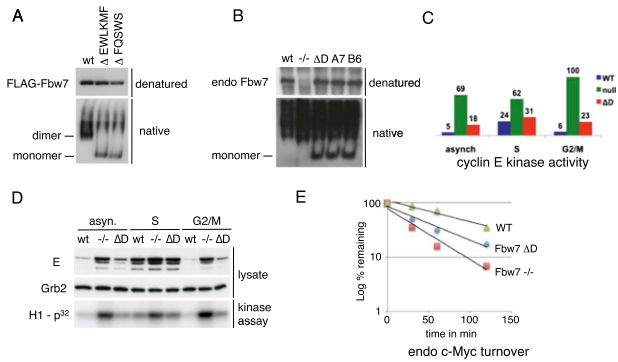 A
wt
Δ EWLKMF
Δ FQSWS
FLAG-Fbw7
denatured
dimer
native
monomer
B
wt -/- ΔD A7 B6
endo Fbw7
denatured
native
monomer
C
WT
null
ΔD
5 69 18
24 62 31
6 100 23
asynch S G2/M
cyclin E kinase activity
D
asyn. S G2/M
wt -/- ΔD wt -/- ΔD wt -/- ΔD
E
lysate
Grb2
H1 - p32
kinase
assay
E
Log % remaining
100
10
1
WT
Fbw7 ΔD
Fbw7 -/-
0 50 100 150
time in min
endo c-Myc turnover